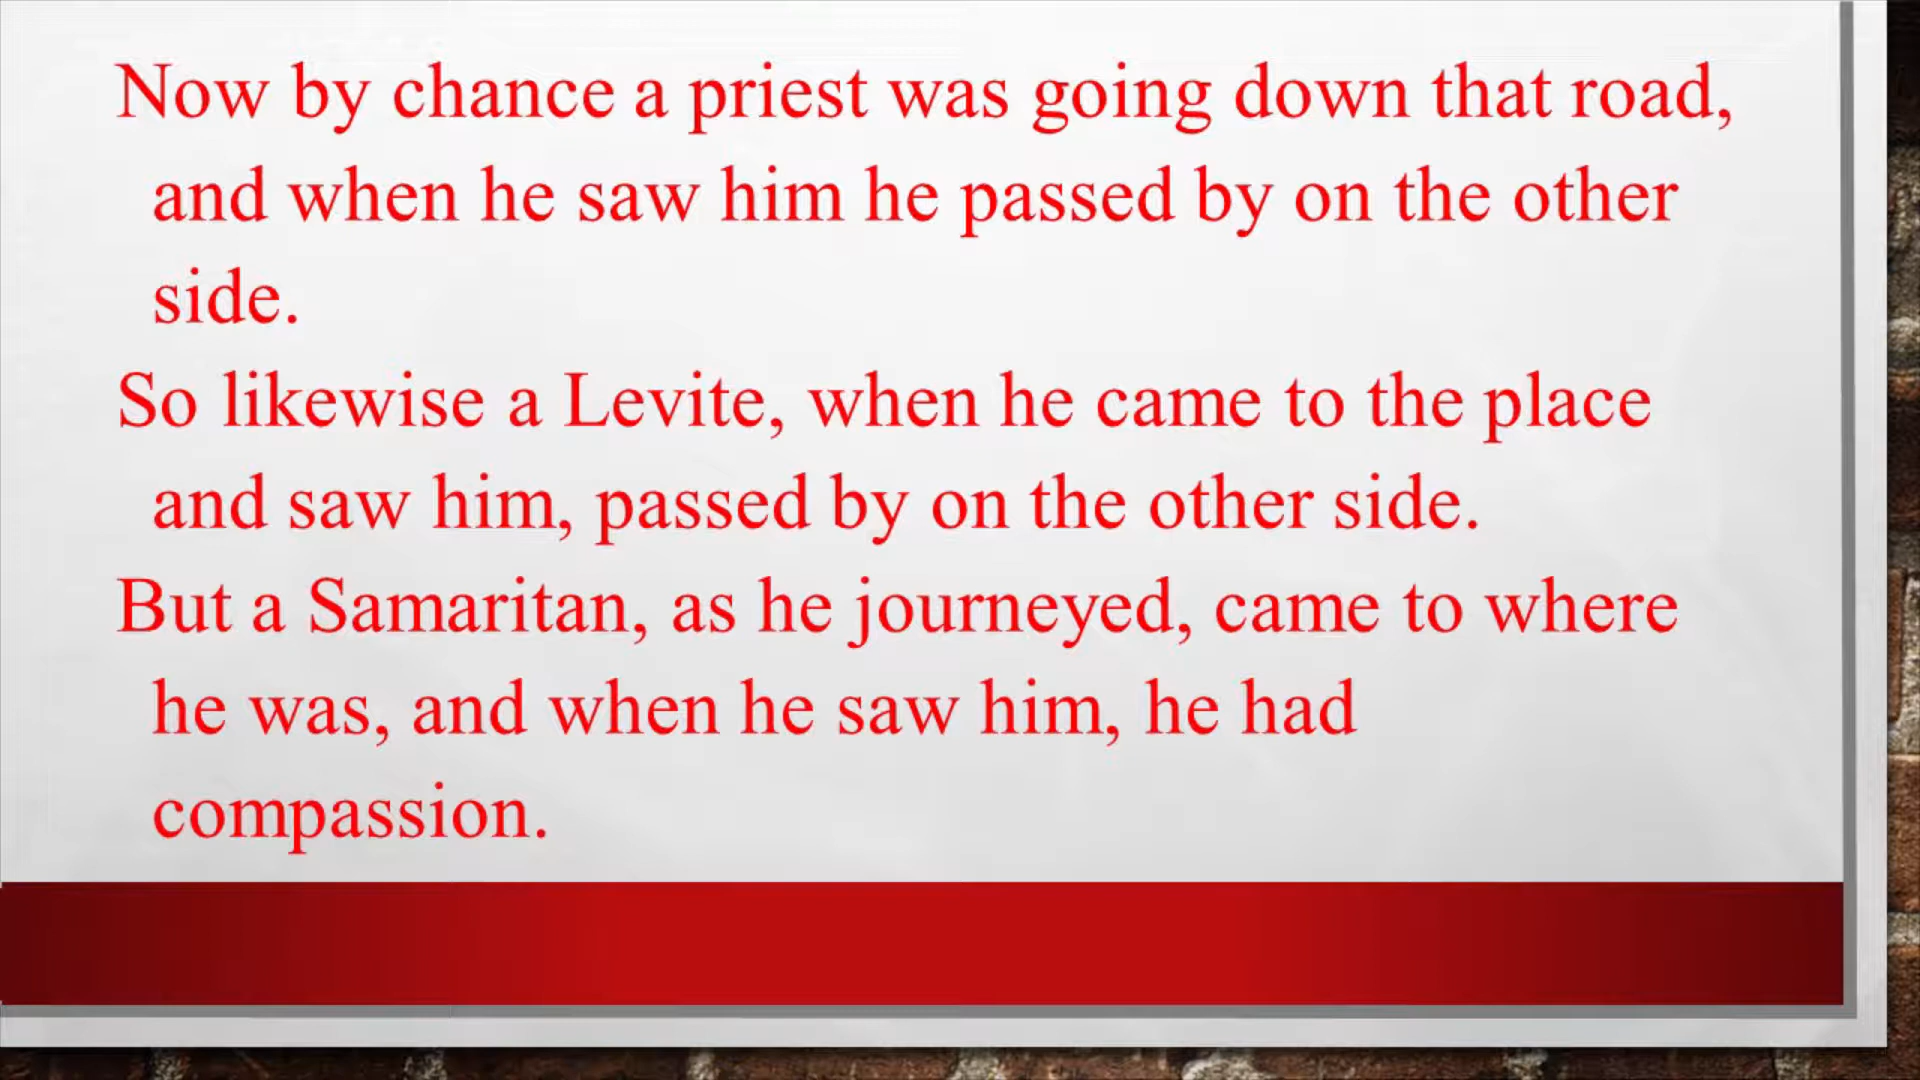 Now by chance a priest was going down that road,
and when he saw him he passed by on the other
side.
So likewise a Levite, when he came to the place
and saw him, passed by on the other side.
But a Samaritan, as he journeyed, came to where
he was, and when he saw him, he had
compassion.